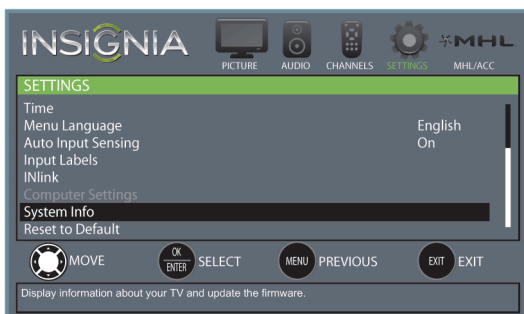 INSIGNIA
PICTURE AUDIO CHANNELS SETTINGS MHL/ACC
MHL
SETTINGS
Time
Menu Language English
Auto Input Sensing On
Input Labels
INlink
Computer Settings
System Info
Reset to Default
MOVE OK ENTER SELECT MENU PREVIOUS EXIT EXIT
Display information about your TV and update the firmware.